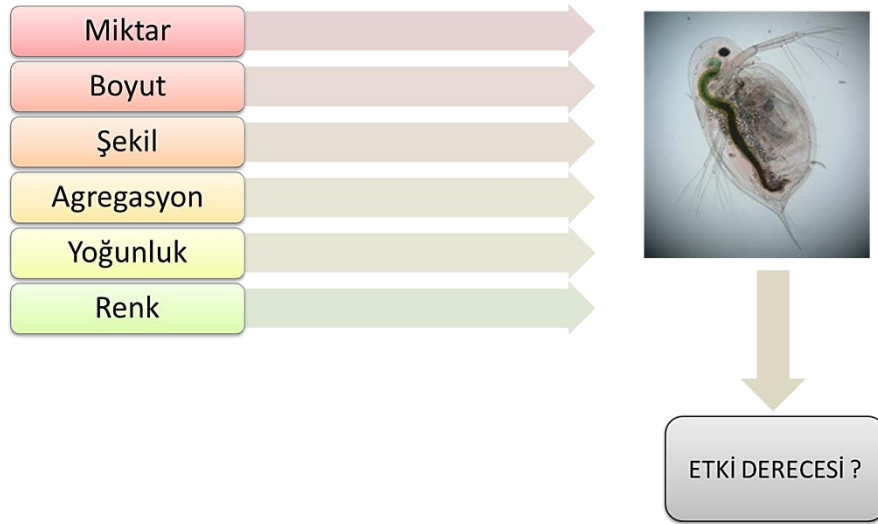 Miktar
Boyut
Şekil
Agregasyon
Yoğunluk
Renk
ETKİ DERECESİ ?